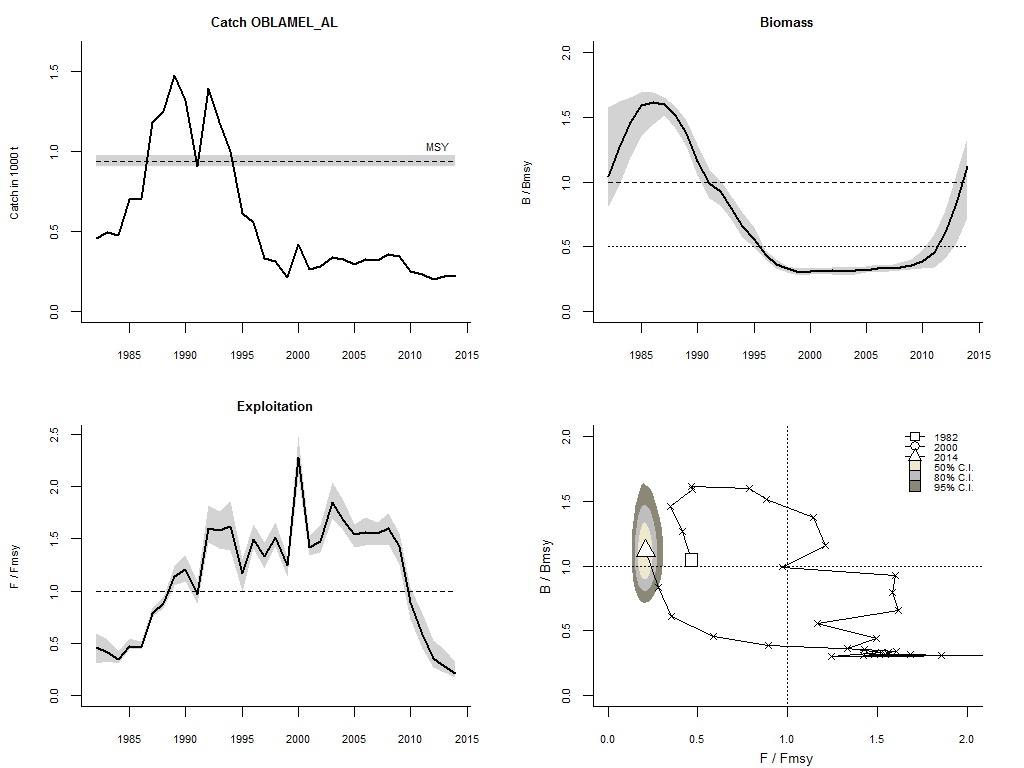 Catch OBLAMEL_AL
Catch in 1000 t
0.0 0.5 1.0 1.5
MSY
1985 1990 1995 2000 2005 2010 2015
Biomass
B / Bmsy
0.0 0.5 1.0 1.5 2.0
1985 1990 1995 2000 2005 2010 2015
Exploitation
F / Fmsy
0.0 0.5 1.0 1.5 2.0 2.5
1985 1990 1995 2000 2005 2010 2015
B / Bmsy
0.0 0.5 1.0 1.5 2.0
1982
2000
2014
50% C.I.
80% C.I.
95% C.I.
0.0 0.5 1.0 1.5 2.0
F / Fmsy